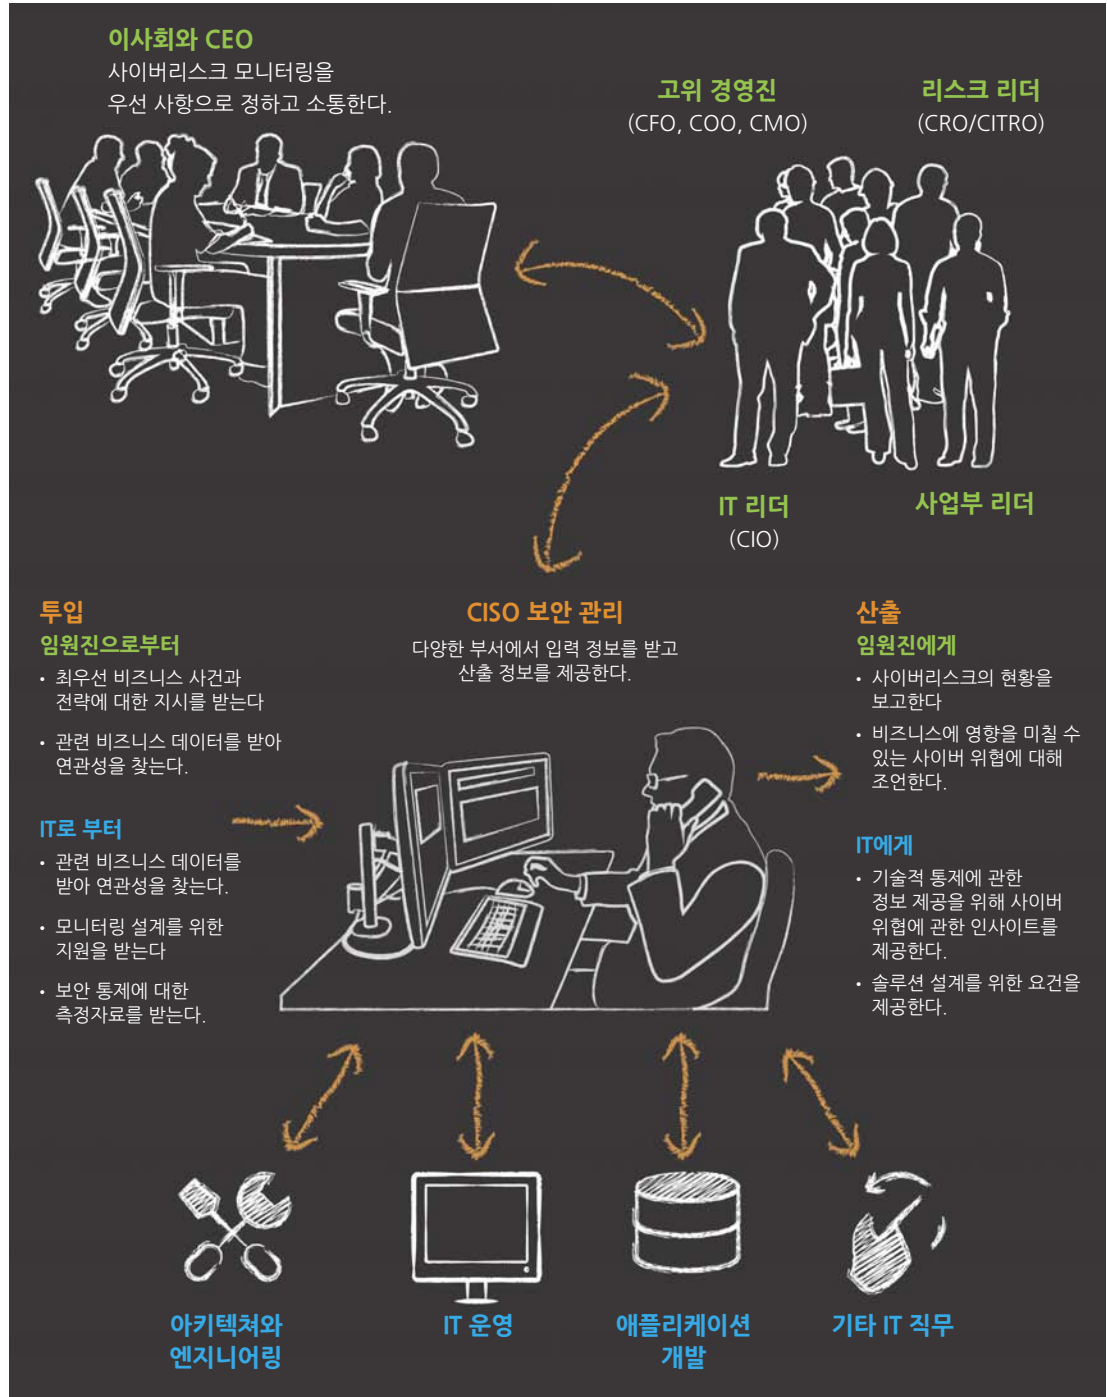 이사회와 CEO
사이버리스크 모니터링을
우선 사항으로 정하고 소통한다.
고위 경영진
(CFO, COO, CMO)
리스크 리더
(CRO/CITRO)
IT 리더
(CIO)
사업부 리더
투입
임원진으로부터
• 최우선 비즈니스 사건과
전략에 대한 지시를 받는다
• 관련 비즈니스 데이터를 받아
연관성을 찾는다.
IT로 부터
• 관련 비즈니스 데이터를
받아 연관성을 찾는다.
• 모니터링 설계를 위한
지원을 받는다
• 보안 통제에 대한
측정자료를 받는다.
CISO 보안 관리
다양한 부서에서 입력 정보를 받고
산출 정보를 제공한다.
산출
임원진에게
• 사이버리스크의 현황을
보고한다
• 비즈니스에 영향을 미칠 수
있는 사이버 위협에 대해
조언한다.
IT에게
• 기술적 통제에 관한
정보 제공을 위해 사이버
위협에 관한 인사이트를
제공한다.
• 솔루션 설계를 위한 요건을
제공한다.
아키텍쳐와
엔지니어링
IT 운영
애플리케이션
개발
기타 IT 직무